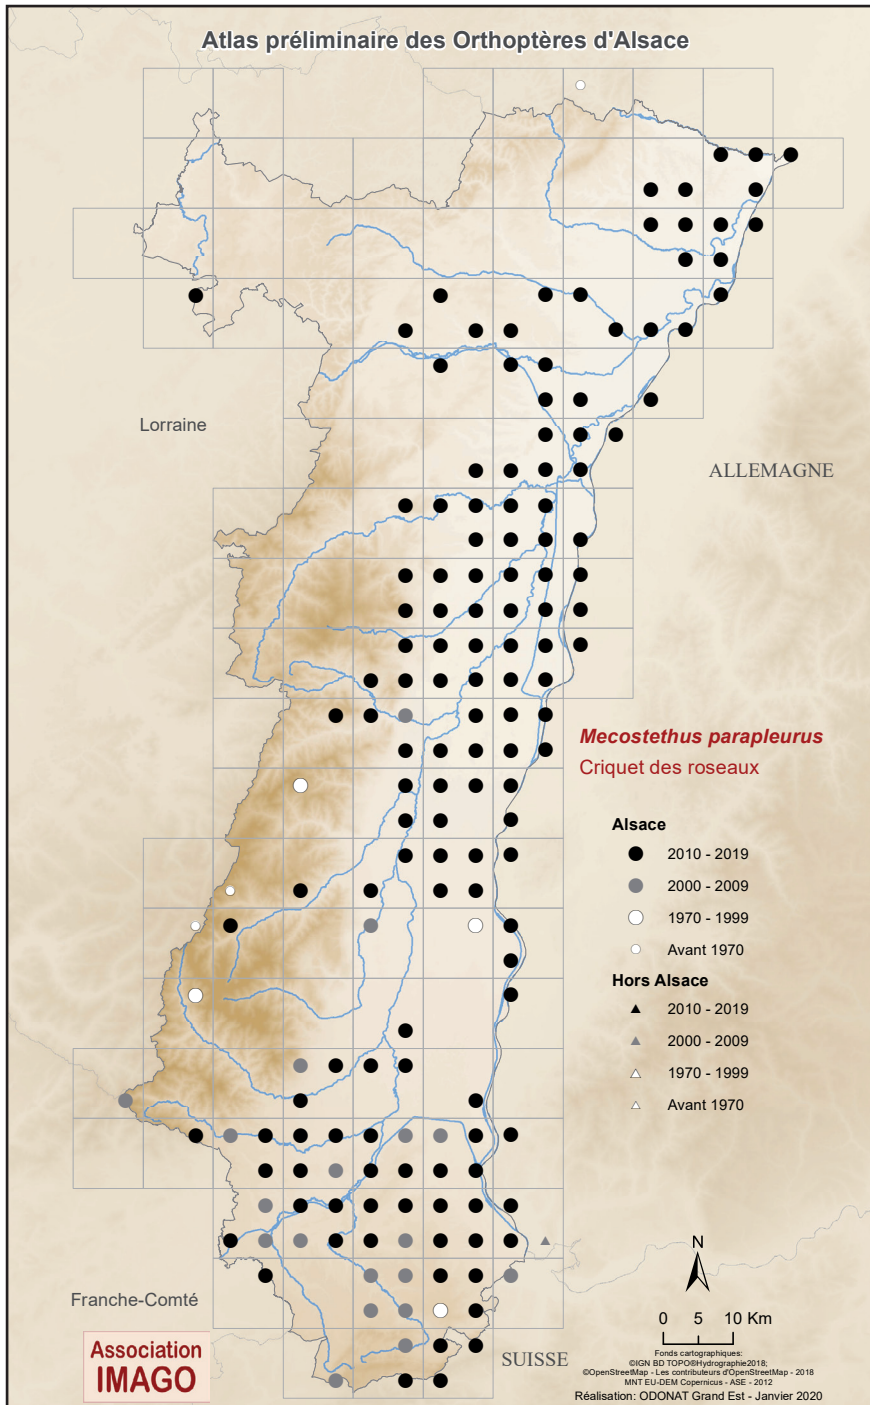 Atlas préliminaire des Orthoptères d'Alsace
Lorraine
ALLEMAGNE
Mecostethus parapleurus
Criquet des roseaux
Alsace
2010 - 2019
2000 - 2009
1970 - 1999
Avant 1970
Hors Alsace
2010 - 2019
2000 - 2009
1970 - 1999
Avant 1970
N
0 5 10 Km
Franche-Comté
Association
IMAGO
SUISSE
Fonds cartographiques:
©IGN BD TOPO®Hydrographie2018;
©OpenStreetMap - Les contributeurs d'OpenStreetMap - 2018
MNT EU-DEM Copernicus - ASE - 2012
Réalisation: ODONAT Grand Est - Janvier 2020